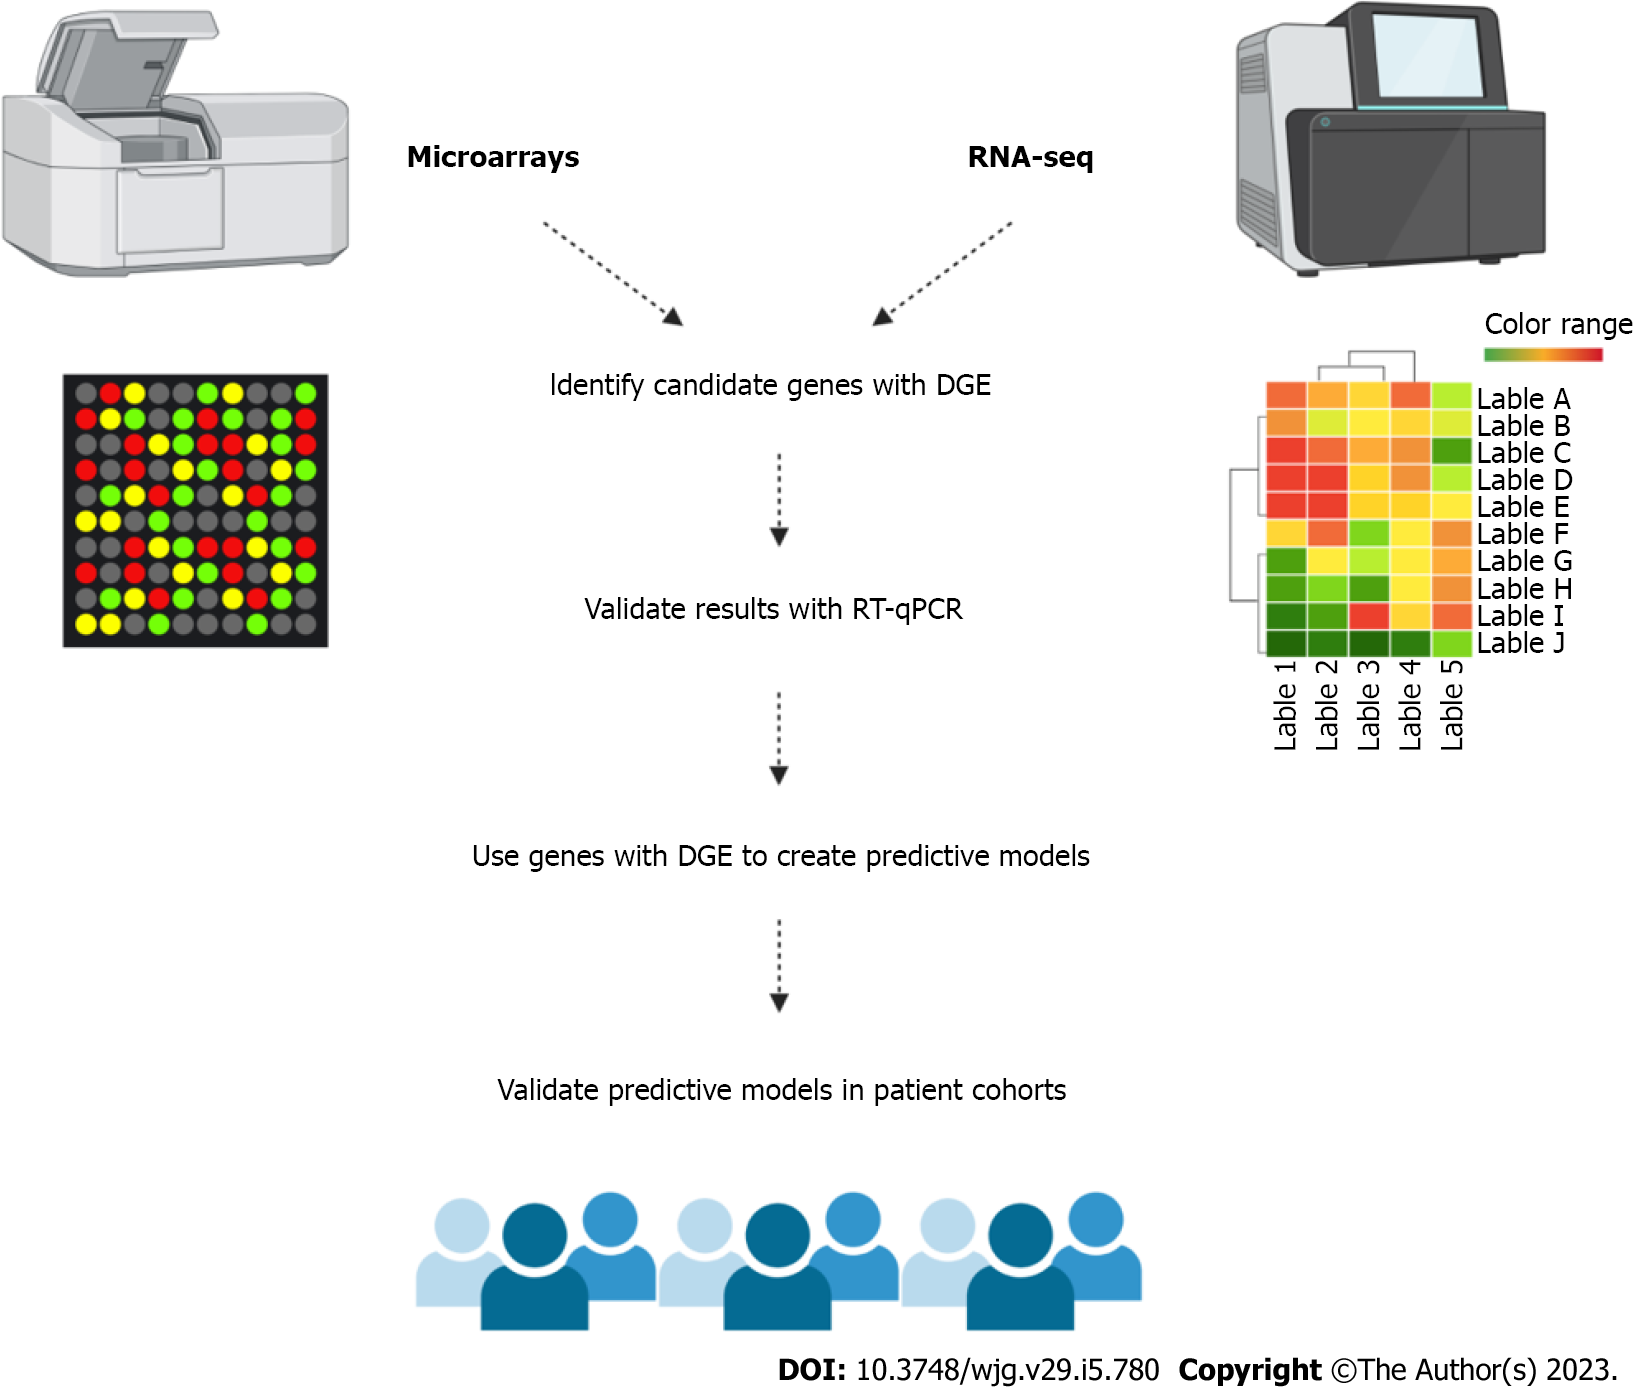 Microarrays
RNA-seq
Color range
Identify candidate genes with DGE
Lable A
Lable B
Lable C
Lable D
Lable E
Lable F
Lable G
Lable H
Lable I
Lable J
Lable 1
Lable 2
Lable 3
Lable 4
Lable 5
Validate results with RT-qPCR
Use genes with DGE to create predictive models
Validate predictive models in patient cohorts
DOI: 10.3748/wjg.v29.i5.780 Copyright ©The Author(s) 2023.